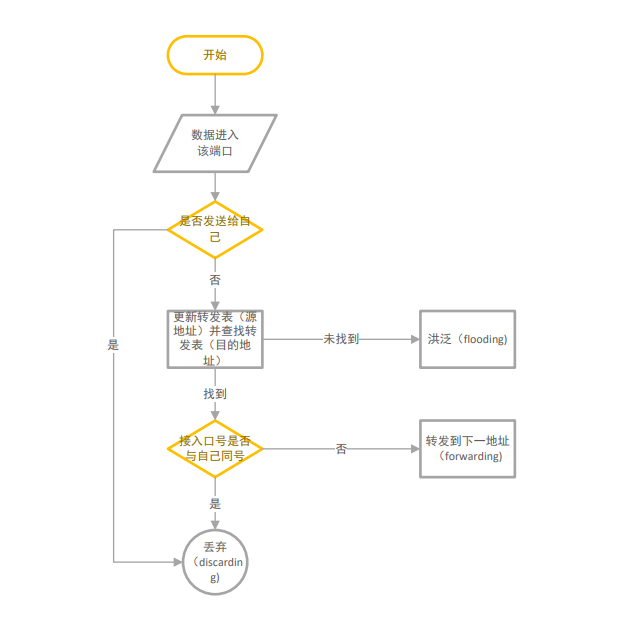 开始
数据进入
该端口
是否发送给自
己
否
更新转发表（源
地址）并查找转
发表（目的地
址）
未找到
洪泛（flooding)
是
找到
接入口号是否
与自己同号
否
转发到下一地址
（forwarding)
是
丢弃
（discardin
g)